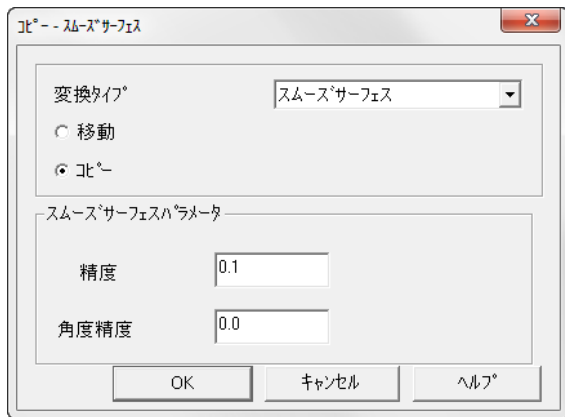 ｺﾋﾟｰ - ｽﾑｰｽﾞｻｰﾌｪｽ
変換ﾀｲﾌﾟ
スムーズサーフェス
移動
ｺﾋﾟｰ
スムーズサーフェスパラメータ
精度
0.1
角度精度
0.0
OK
キャンセル
ヘルプ